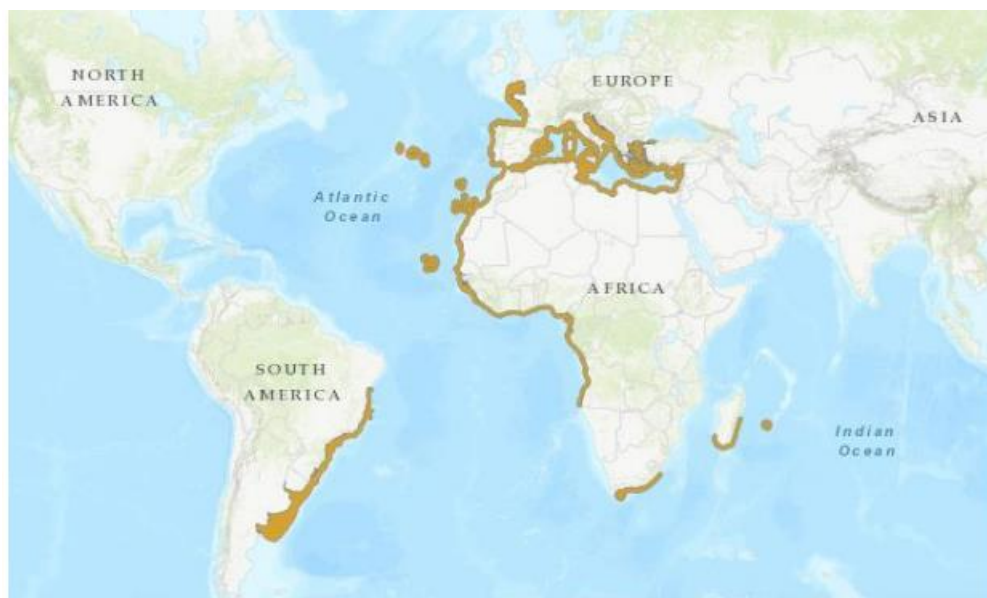 NORTH
AMERICA
EUROPE
ASIA
Atlantic
Ocean
AFRICA
SOUTH
AMERICA
Indian
Ocean